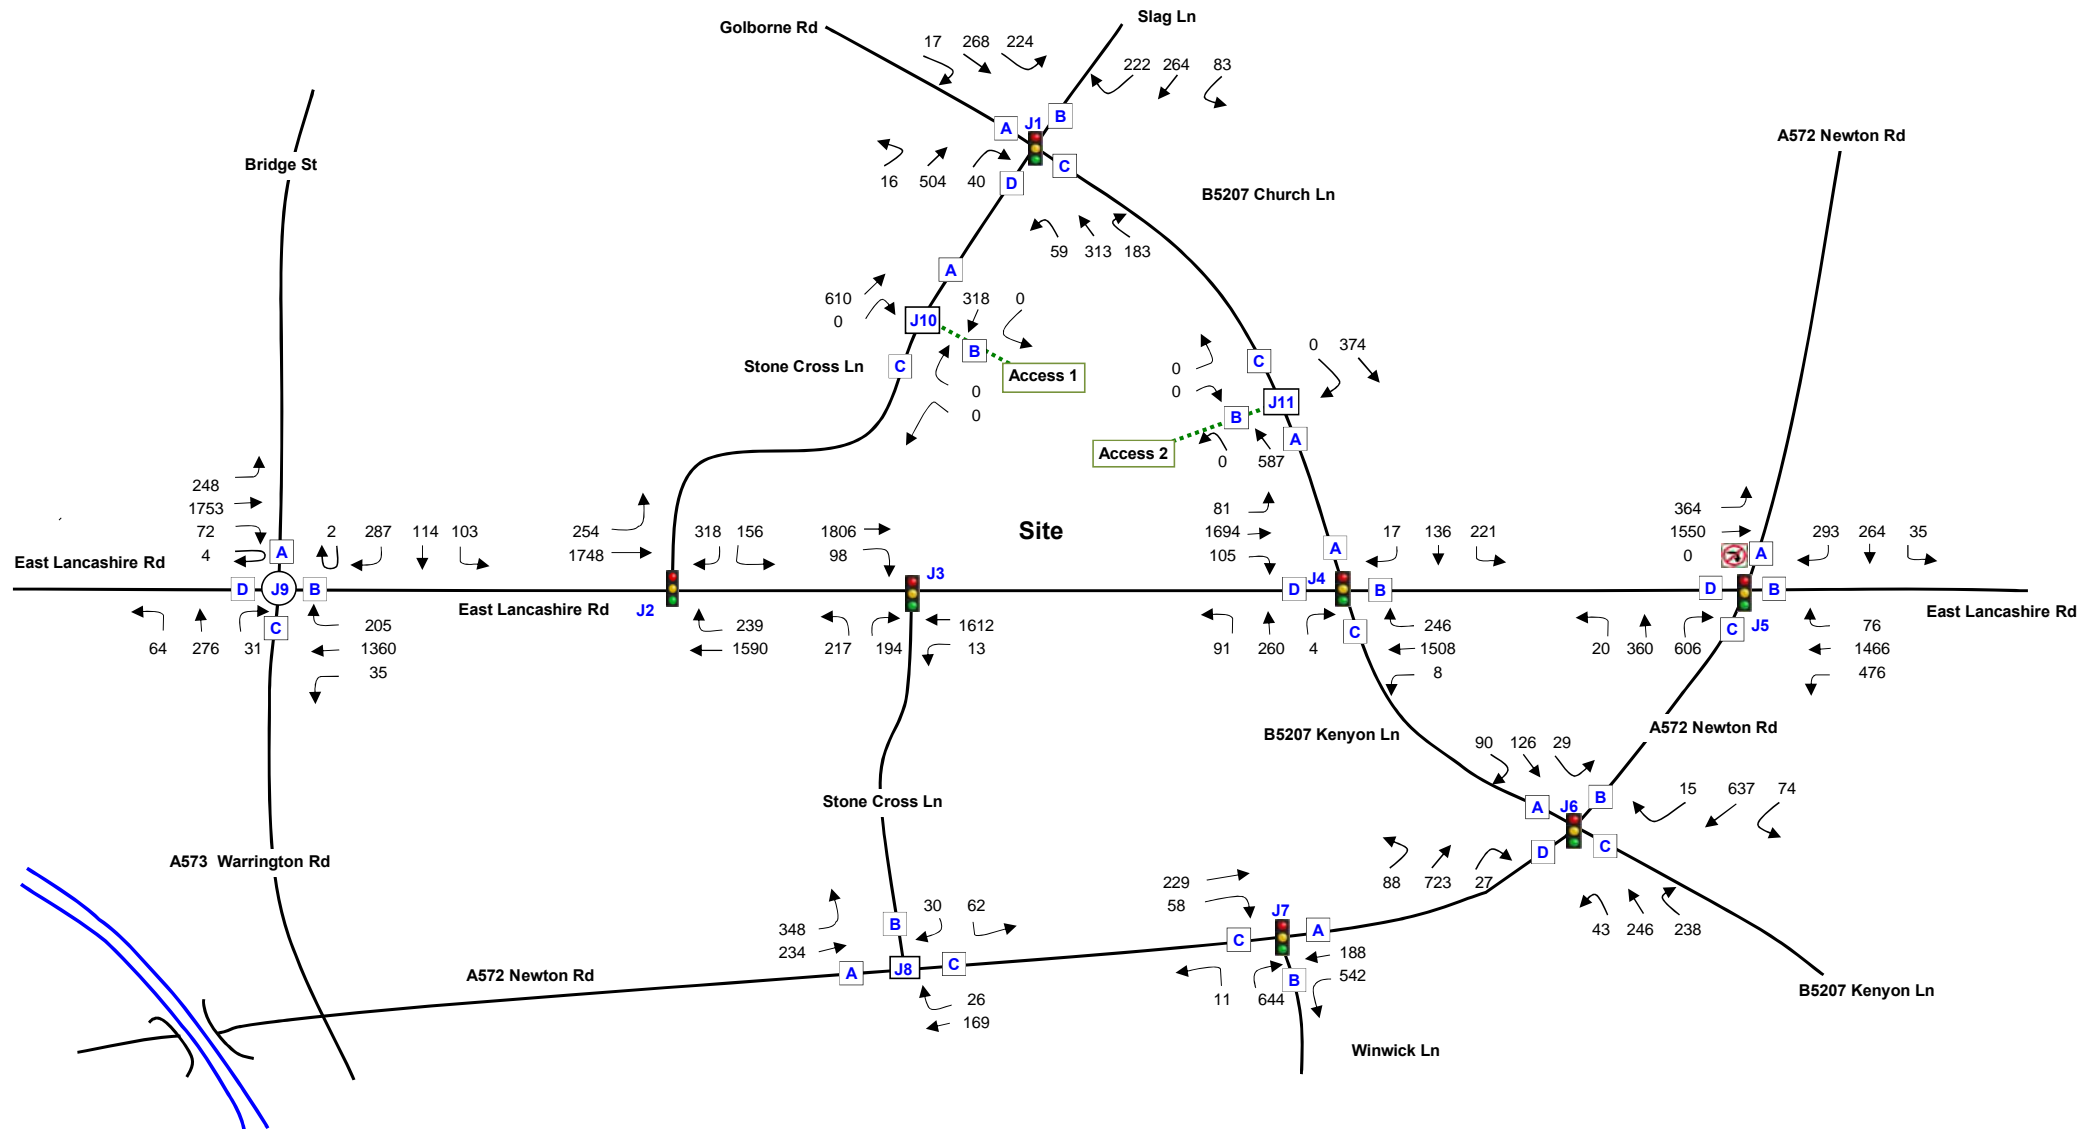 Slag Ln
Golborne Rd
17 268 224
222 264 83
A
B
J1
C
D
16 504 40
A572 Newton Rd
Bridge St
B5207 Church Ln
59 313 183
A
610
0
318 0
J10
B
C
Stone Cross Ln
Access 1
0
0
0 374
0
0
C
J11
B
A
Access 2
0 587
248
1753
72
4
2 287 114 103
254
1748
318 156
1806
98
Site
81
1694
105
17 136 221
364
1550
0
293 264 35
East Lancashire Rd
A
D
J9
B
C
East Lancashire Rd
J2
J3
D
J4
A
B
C
D
A
B
C
J5
East Lancashire Rd
64 276 31
205
1360
35
239
1590
217 194
1612
13
91 260 4
246
1508
8
20 360 606
76
1466
476
B5207 Kenyon Ln
A572 Newton Rd
90 126 29
15 637 74
Stone Cross Ln
A
J6
B
C
D
A573 Warrington Rd
88 723 27
43 246 238
229
58
J7
C
A
B
188
542
11 644
348
234
30 62
B
A
J8
C
26
169
A572 Newton Rd
B5207 Kenyon Ln
Winwick Ln